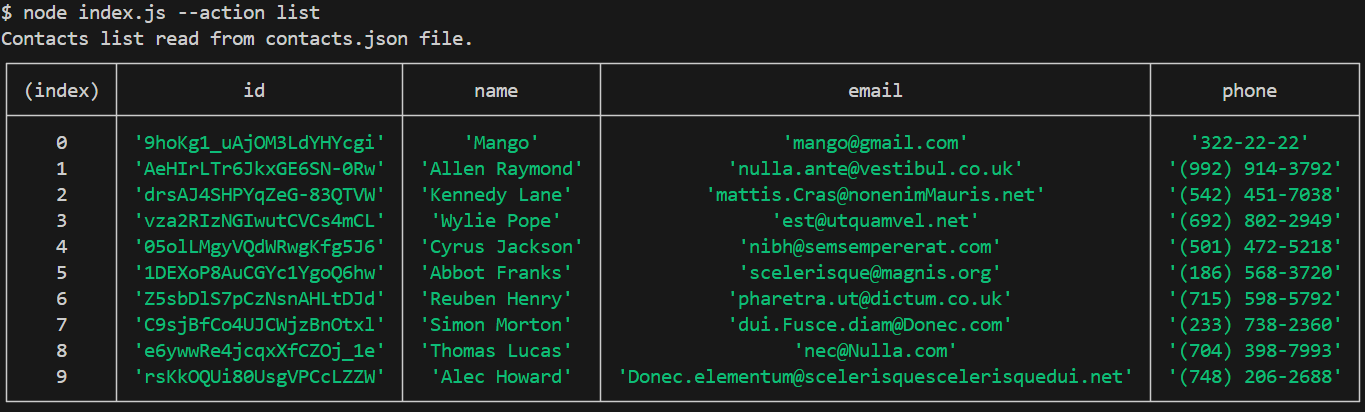 $ node index.js --action list
Contacts list read from contacts.json file.
(index) id name email phone
0 '9hoKg1_uAjOM3LdYHYcgi' 'Mango' 'mango@gmail.com' '322-22-22'
1 'AeHIrLTr6JkxGE6SN-0Rw' 'Allen Raymond' 'nulla.ante@vestibul.co.uk' '(992) 914-3792'
2 'drsAJ4SHPYqZeG-83QTVW' 'Kennedy Lane' 'mattis.Cras@nonenimMauris.net' '(542) 451-7038'
3 'vza2RIzNGIwutCVCs4mCL' 'Wylie Pope' 'est@utquamvel.net' '(692) 802-2949'
4 '05olLMgyVQdWRwgKfg5J6' 'Cyrus Jackson' 'nibh@semsempererat.com' '(501) 472-5218'
5 '1DEXoP8AuCGYc1YgoQ6hw' 'Abbot Franks' 'scelerisque@magnis.org' '(186) 568-3720'
6 'Z5sbDlS7pCzNsnAHLtDJd' 'Reuben Henry' 'pharetra.ut@dictum.co.uk' '(715) 598-5792'
7 'C9sjBfCo4UJCWjzBnOtxl' 'Simon Morton' 'dui.Fusce.diam@Donec.com' '(233) 738-2360'
8 'e6ywwRe4jcqxXfCZOj_1e' 'Thomas Lucas' 'nec@Nulla.com' '(704) 398-7993'
9 'rsKkOQUi80UsgVPCcLZZW' 'Alec Howard' 'Donec.elementum@scelerisquescelerisquedui.net' '(748) 206-2688'